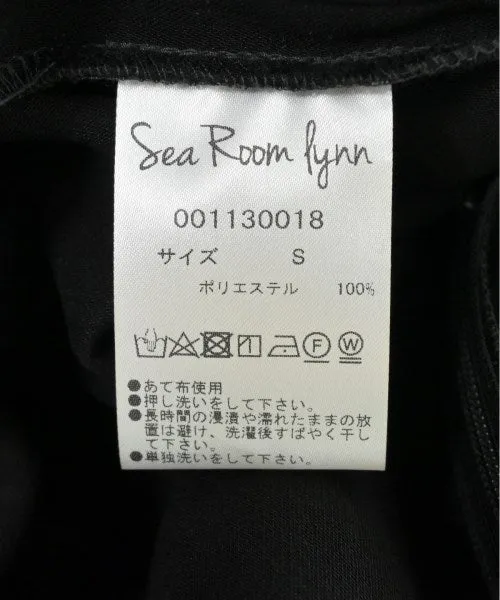 Sea Room lynn
001130018
サイズ S
ポリエステル 100%
F W
●あて布使用
●押し洗いをして下さい。
●長時間の浸漬や濡れたままの放
置は避け、洗濯後すばやく干し
て下さい。
●単独洗いをして下さい。